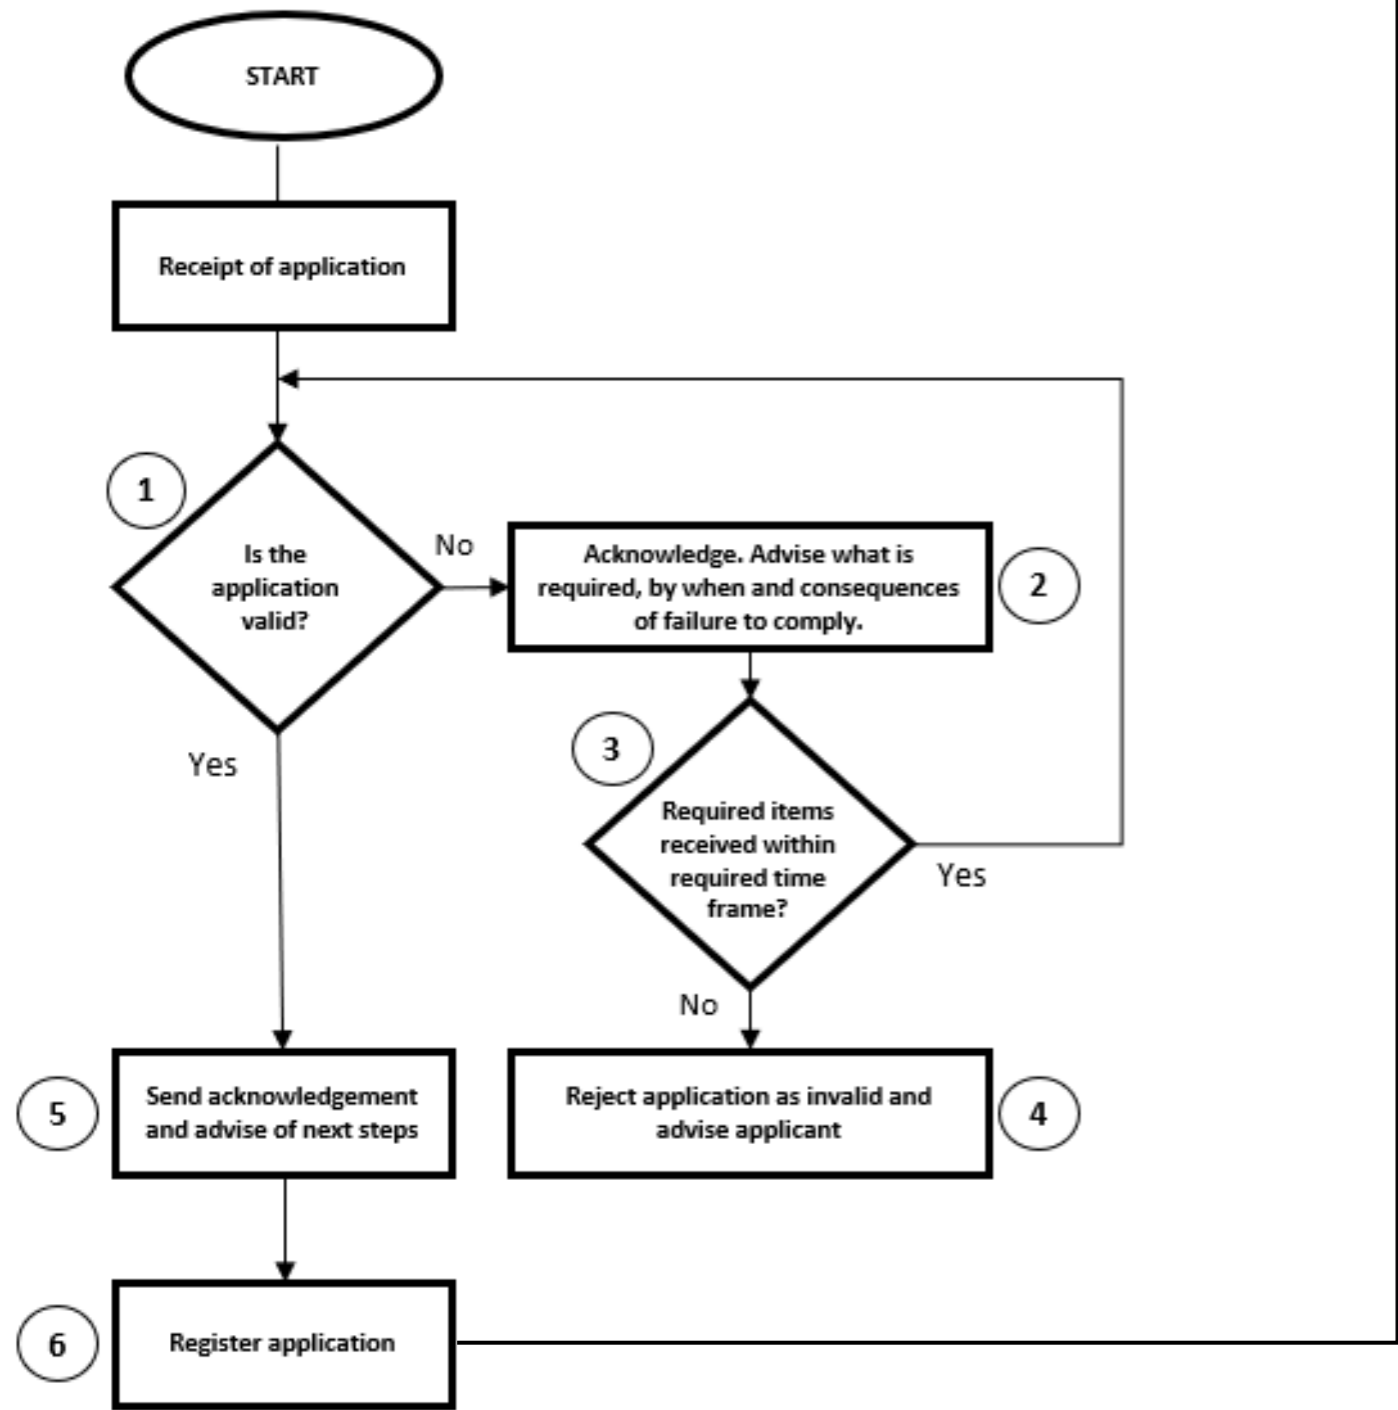 START
Receipt of application
1
Is the
application
valid?
No
Acknowledge. Advise what is
required, by when and consequences
of failure to comply.
2
Yes
3
Required items
received within
required time
frame?
Yes
No
5
Send acknowledgement
and advise of next steps
Reject application as invalid and
advise applicant
4
6
Register application